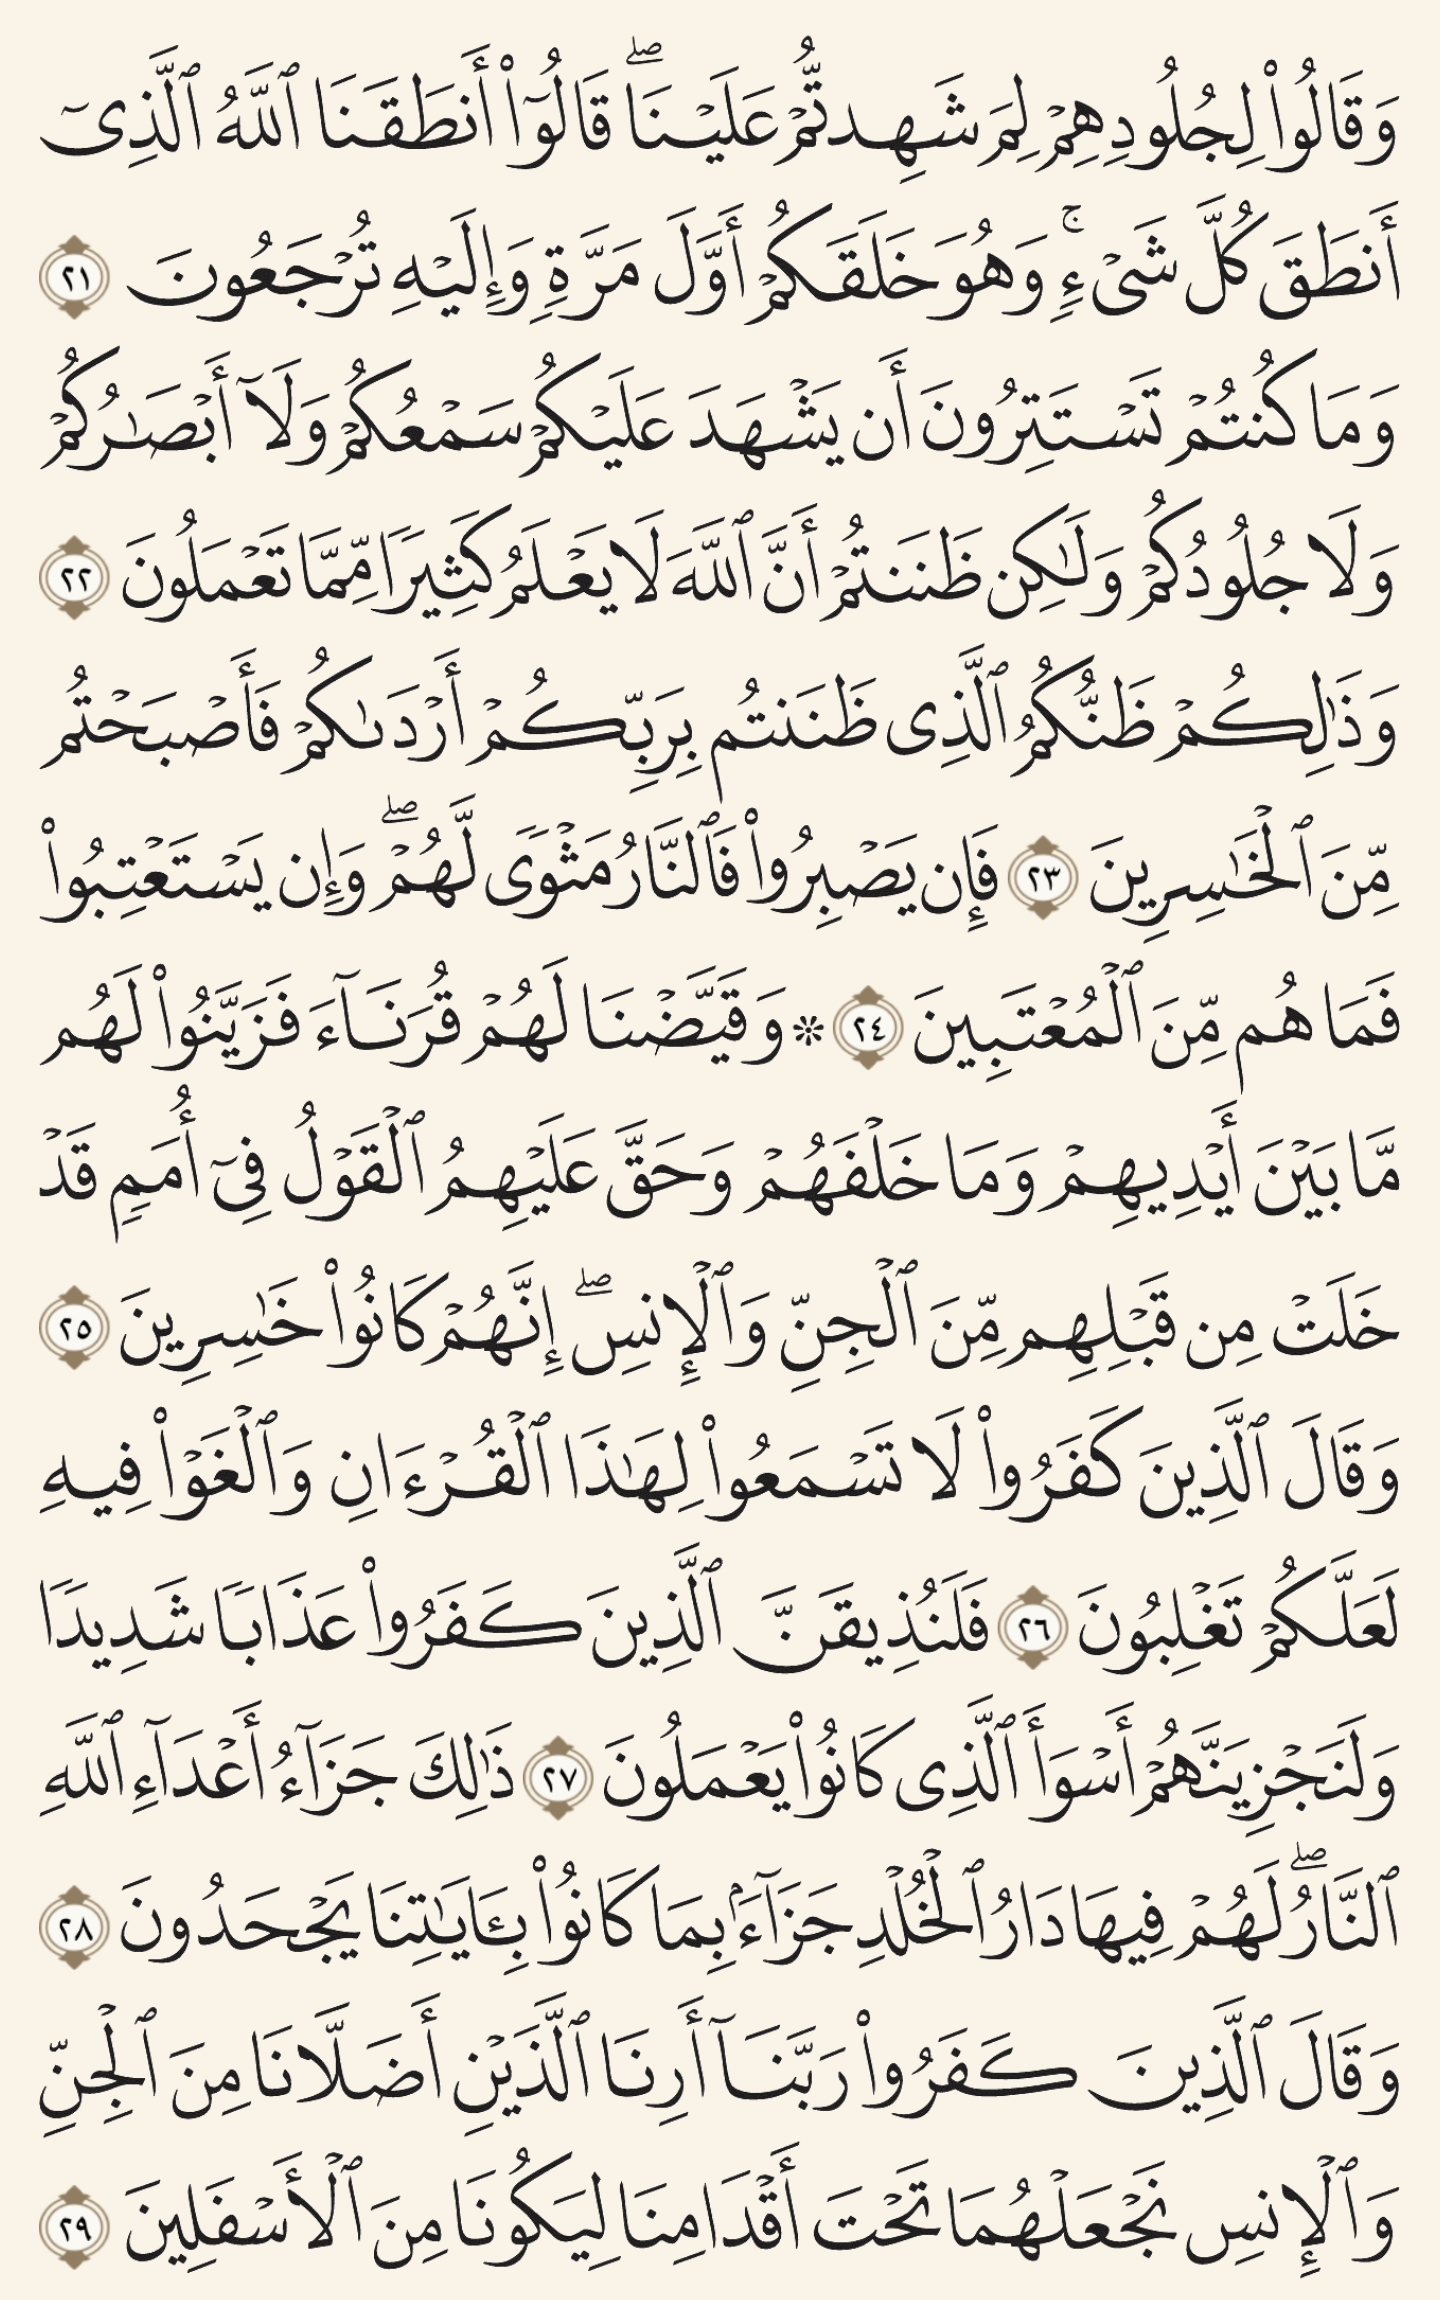 وَقَالُوا۟ لِجُلُودِهِمْ لِمَ شَهِدتُّمْ عَلَيْنَا ۖ قَالُوٓا۟ أَنطَقَنَا ٱللَّهُ ٱلَّذِىٓ
أَنطَقَ كُلَّ شَىْءٍ ۚ وَهُوَ خَلَقَكُمْ أَوَّلَ مَرَّةٍ وَإِلَيْهِ تُرْجَعُونَ ٢١
وَمَا كُنتُمْ تَسْتَتِرُونَ أَن يَشْهَدَ عَلَيْكُمْ سَمْعُكُمْ وَلَآ أَبْصَـٰرُكُمْ
وَلَا جُلُودُكُمْ وَلَـٰكِن ظَنَنتُمْ أَنَّ ٱللَّهَ لَا يَعْلَمُ كَثِيرًا مِّمَّا تَعْمَلُونَ ٢٢
وَذَٰلِكُمْ ظَنُّكُمُ ٱلَّذِى ظَنَنتُم بِرَبِّكُمْ أَرْدَىٰكُمْ فَأَصْبَحْتُم
مِّنَ ٱلْخَـٰسِرِينَ ٢٣ فَإِن يَصْبِرُوا۟ فَٱلنَّارُ مَثْوًى لَّهُمْ ۖ وَإِن يَسْتَعْتِبُوا۟
فَمَا هُم مِّنَ ٱلْمُعْتَبِينَ ٢٤ ۞ وَقَيَّضْنَا لَهُمْ قُرَنَآءَ فَزَيَّنُوا۟ لَهُم
مَّا بَيْنَ أَيْدِيهِمْ وَمَا خَلْفَهُمْ وَحَقَّ عَلَيْهِمُ ٱلْقَوْلُ فِىٓ أُمَمٍ قَدْ
خَلَتْ مِن قَبْلِهِم مِّنَ ٱلْجِنِّ وَٱلْإِنسِ ۖ إِنَّهُمْ كَانُوا۟ خَـٰسِرِينَ ٢٥
وَقَالَ ٱلَّذِينَ كَفَرُوا۟ لَا تَسْمَعُوا۟ لِهَـٰذَا ٱلْقُرْءَانِ وَٱلْغَوْا۟ فِيهِ
لَعَلَّكُمْ تَغْلِبُونَ ٢٦ فَلَنُذِيقَنَّ ٱلَّذِينَ كَفَرُوا۟ عَذَابًا شَدِيدًا
وَلَنَجْزِيَنَّهُمْ أَسْوَأَ ٱلَّذِى كَانُوا۟ يَعْمَلُونَ ٢٧ ذَٰلِكَ جَزَآءُ أَعْدَآءِ ٱللَّهِ
ٱلنَّارُ ۖ لَهُمْ فِيهَا دَارُ ٱلْخُلْدِ جَزَآءًۢ بِمَا كَانُوا۟ بِـَٔايَـٰتِنَا يَجْحَدُونَ ٢٨
وَقَالَ ٱلَّذِينَ كَفَرُوا۟ رَبَّنَآ أَرِنَا ٱلَّذَيْنِ أَضَلَّانَا مِنَ ٱلْجِنِّ
وَٱلْإِنسِ نَجْعَلْهُمَا تَحْتَ أَقْدَامِنَا لِيَكُونَا مِنَ ٱلْأَسْفَلِينَ ٢٩